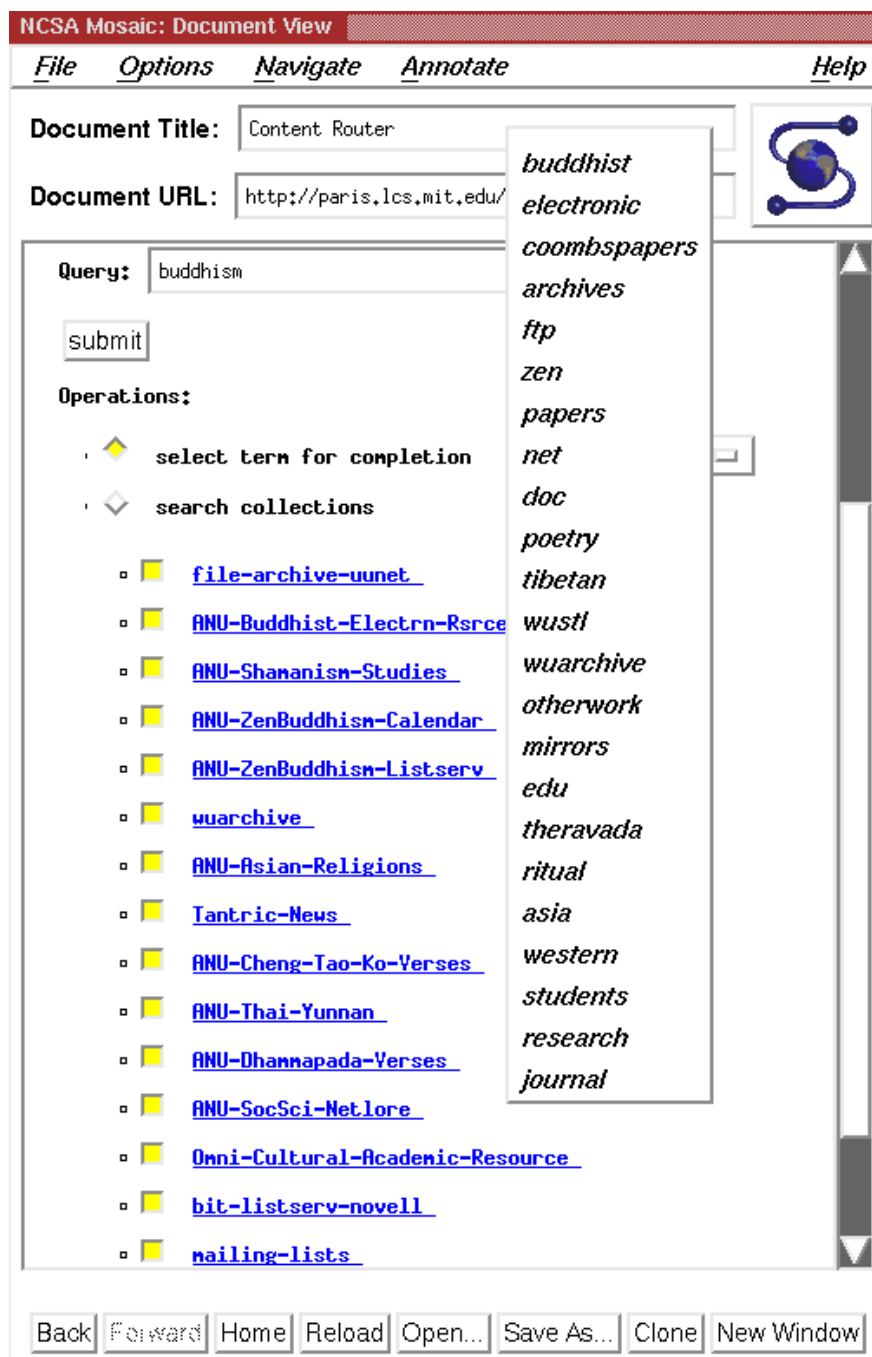 NCSA Mosaic: Document View
File Options Navigate Annotate Help
Document Title: Content Router
Document URL: http://paris.lcs.mit.edu/
Query: buddhism
submit
Operations:
select term for completion
search collections
file-archive-uunet
ANU-Buddhist-Electrn-Rsrce
ANU-Shamanism-Studies
ANU-ZenBuddhism-Calendar
ANU-ZenBuddhism-Listserv
wuarchive
ANU-Asian-Religions
Tantric-News
ANU-Cheng-Tao-Ko-Verses
ANU-Thai-Yunnan
ANU-Dhammapada-Verses
ANU-SocSci-Netlore
Omni-Cultural-Academic-Resource
bit-listserv-novell
mailing-lists
buddhist
electronic
coombspapers
archives
ftp
zen
papers
net
doc
poetry
tibetan
wustl
wuarchive
otherwork
mirrors
edu
theravada
ritual
asia
western
students
research
journal
Back Forward Home Reload Open... Save As... Clone New Window